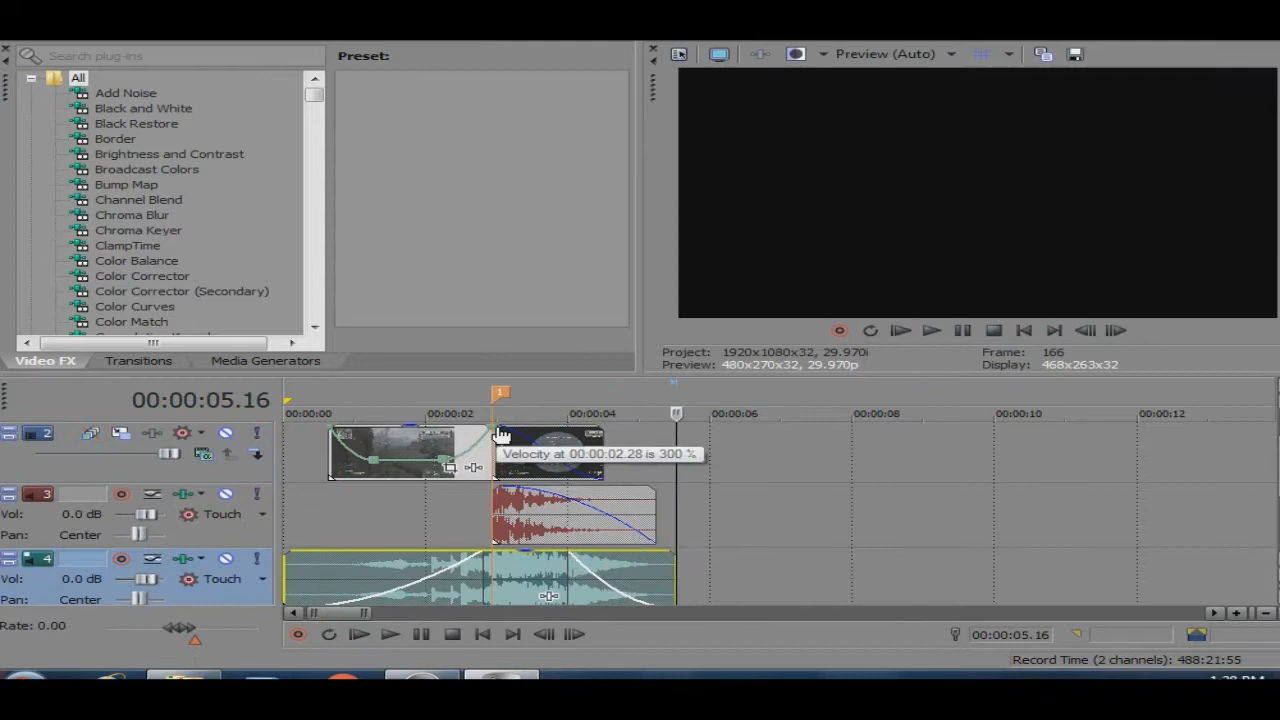 Search plug-ins
Preset:
Preview (Auto)
All
Add Noise
Black and White
Black Restore
Border
Brightness and Contrast
Broadcast Colors
Bump Map
Channel Blend
Chroma Blur
Chroma Keyer
ClampTime
Color Balance
Color Corrector
Color Corrector (Secondary)
Color Curves
Color Match
Video FX
Transitions
Media Generators
Project: 1920x1080x32, 29.970i
Frame: 166
Preview: 480x270x32, 29.970p
Display: 468x263x32
00:00:05.16
1
00:00:00
00:00:02
00:00:04
00:00:06
00:00:08
00:00:10
00:00:12
2
Velocity at 00:00:02.28 is 300 %
3
Vol: 0.0 dB
Touch
Pan: Center
4
Vol: 0.0 dB
Touch
Pan: Center
Rate: 0.00
00:00:05.16
Record Time (2 channels): 488:21:55